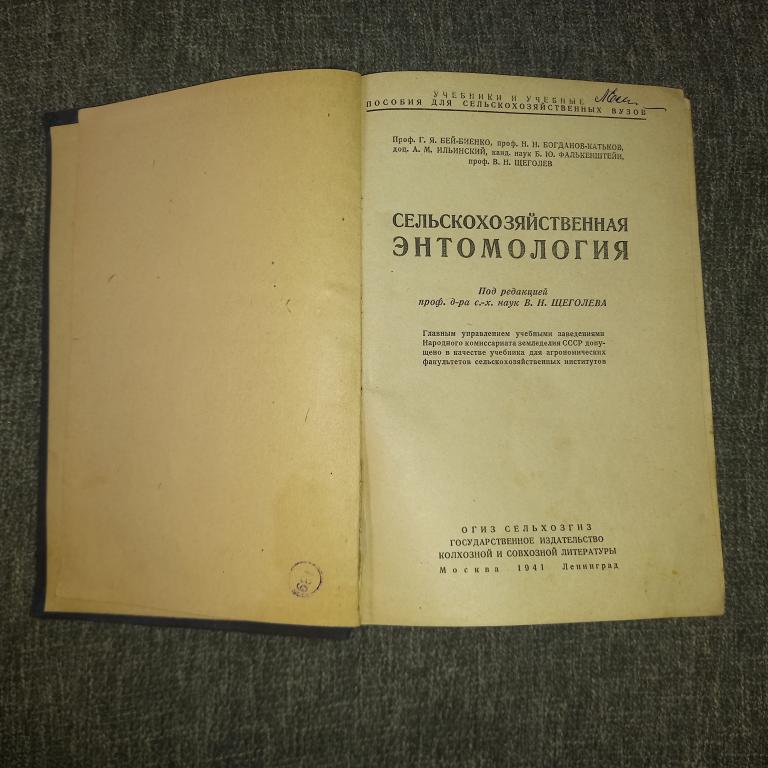 УЧЕБНИКИ И УЧЕБНЫЕ
ПОСОБИЯ ДЛЯ СЕЛЬСКОХОЗЯЙСТВЕННЫХ ВУЗОВ
Проф. Г. Я. БЕЙ-БИЕНКО, проф. Н. Н. БОГДАНОВ-КАТЬКОВ,
доц. А. М. ИЛЬИНСКИЙ, канд. наук Б. Ю. ФАЛЬКЕНШТЕЙН,
проф. В. Н. ЩЕГОЛЕВ
СЕЛЬСКОХОЗЯЙСТВЕННАЯ
ЭНТОМОЛОГИЯ
Под редакцией
проф. д-ра с.-х. наук В. Н. ЩЕГОЛЕВА
Главным управлением учебными заведениями
Народного комиссариата земледелия СССР допу-
щено в качестве учебника для агрономических
факультетов сельскохозяйственных институтов
ОГИЗ СЕЛЬХОЗГИЗ
ГОСУДАРСТВЕННОЕ ИЗДАТЕЛЬСТВО
КОЛХОЗНОЙ И СОВХОЗНОЙ ЛИТЕРАТУРЫ
Москва 1941 Ленинград